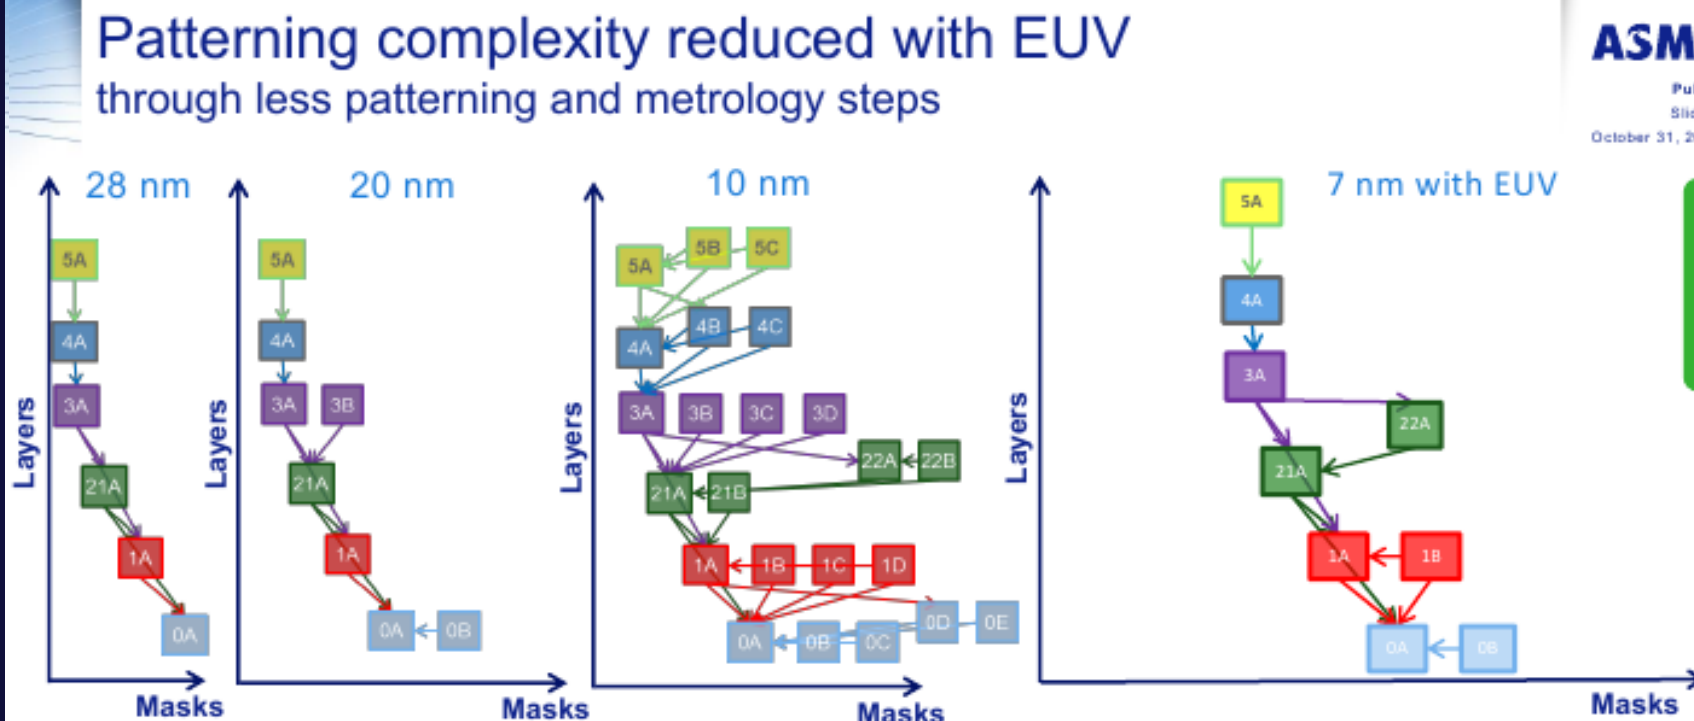 Patterning complexity reduced with EUV
through less patterning and metrology steps
ASM
October 31,
28 nm
5A
4A
3A
21A
1A
0A
Layers
Masks
20 nm
5A
4A
3A 3B
21A
1A
0A 0B
Layers
Masks
10 nm
5A 5B 5C
4A 4B 4C
3A 3B 3C 3D
22A 22B
21A 21B
1A 1B 1C 1D
0A 0B 0C 0D 0E
Layers
Masks
7 nm with EUV
5A
4A
3A
22A
21A
1A 1B
0A 0B
Layers
Masks